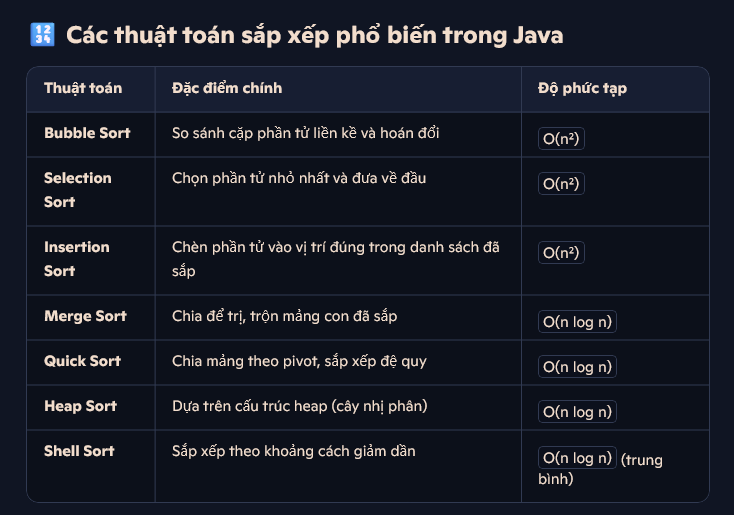 🔢 Các thuật toán sắp xếp phổ biến trong Java
Thuật toán Đặc điểm chính Độ phức tạp
Bubble Sort So sánh cặp phần tử liền kề và hoán đổi O(n²)
Selection Chọn phần tử nhỏ nhất và đưa về đầu O(n²)
Sort
Insertion Chèn phần tử vào vị trí đúng trong danh sách đã O(n²)
Sort sắp
Merge Sort Chia để trị, trộn mảng con đã sắp O(n log n)
Quick Sort Chia mảng theo pivot, sắp xếp đệ quy O(n log n)
Heap Sort Dựa trên cấu trúc heap (cây nhị phân) O(n log n)
Shell Sort Sắp xếp theo khoảng cách giảm dần O(n log n) (trung
bình)